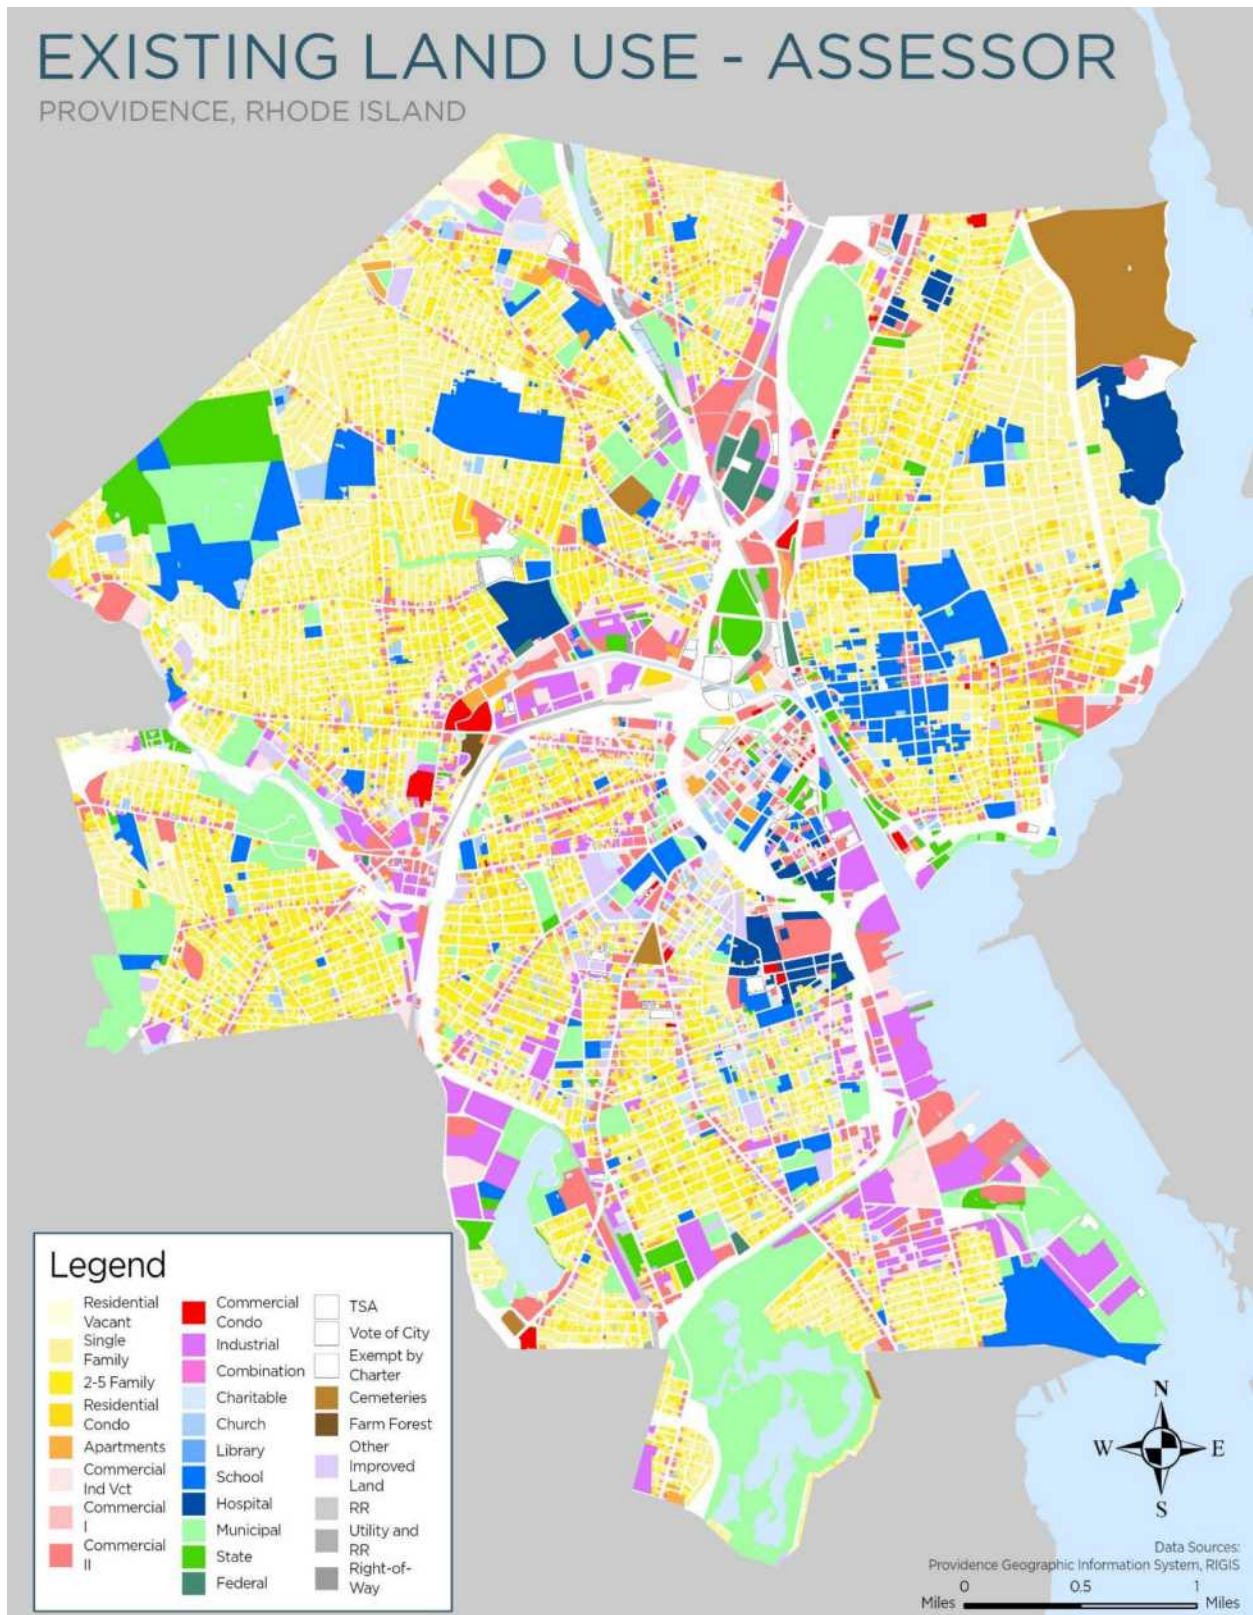 EXISTING LAND USE - ASSESSOR
PROVIDENCE, RHODE ISLAND
Legend
Residential
Vacant
Single
Family
2-5 Family
Residential
Condo
Apartments
Commercial
Ind Vct
Commercial
I
Commercial
II
Commercial
Condo
Industrial
Combination
Charitable
Church
Library
School
Hospital
Municipal
State
Federal
TSA
Vote of City
Exempt by
Charter
Cemeteries
Farm Forest
Other
Improved
Land
RR
Utility and
RR
Right-of-
Way
N
W E
S
Data Sources:
Providence Geographic Information System, RIGIS
0 0.5 1
Miles Miles